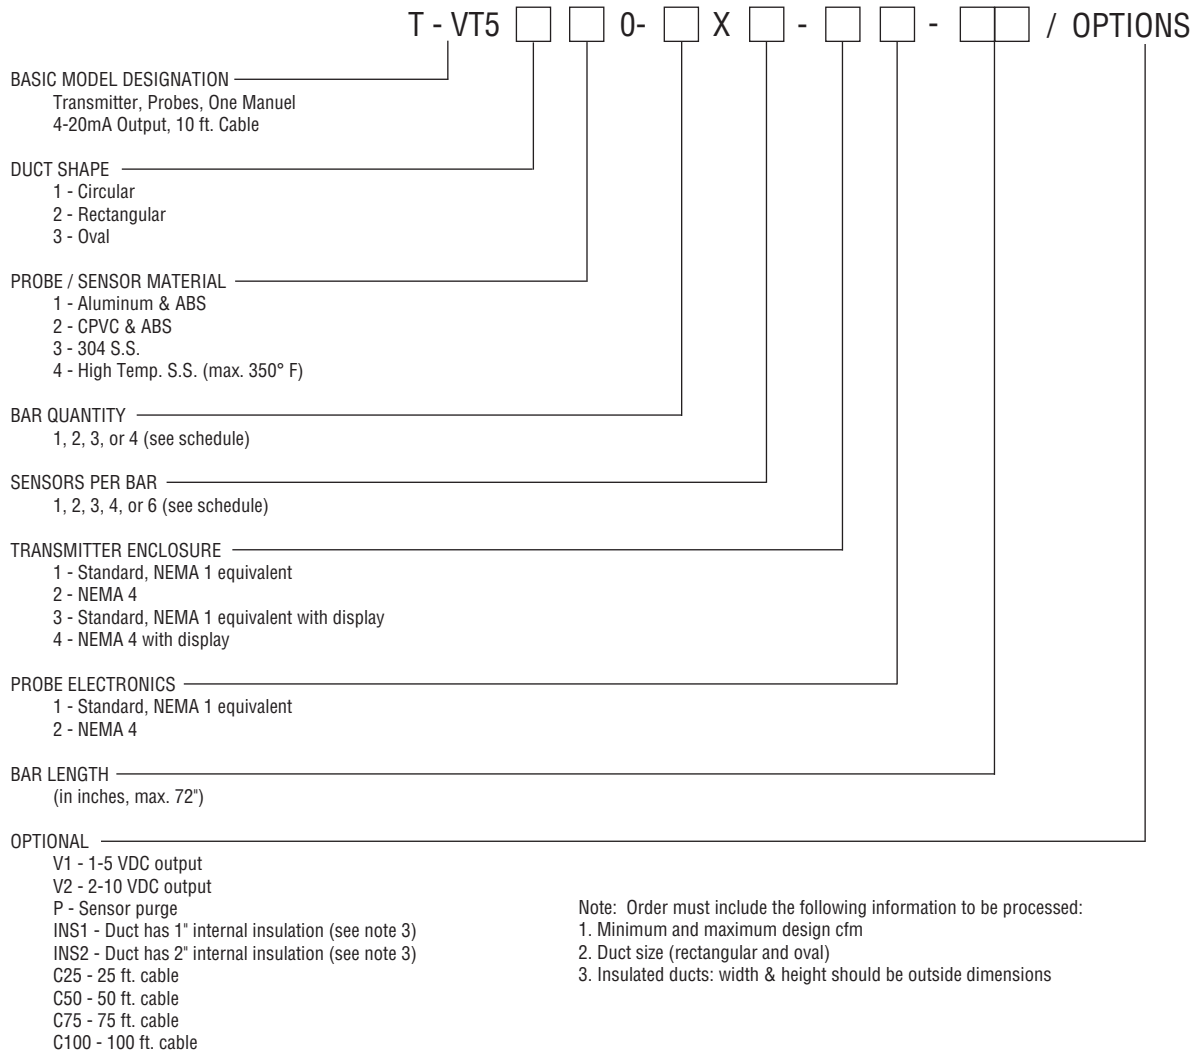 T - VT5 0- X - - / OPTIONS
BASIC MODEL DESIGNATION
Transmitter, Probes, One Manuel
4-20mA Output, 10 ft. Cable
DUCT SHAPE
1 - Circular
2 - Rectangular
3 - Oval
PROBE / SENSOR MATERIAL
1 - Aluminum & ABS
2 - CPVC & ABS
3 - 304 S.S.
4 - High Temp. S.S. (max. 350° F)
BAR QUANTITY
1, 2, 3, or 4 (see schedule)
SENSORS PER BAR
1, 2, 3, 4, or 6 (see schedule)
TRANSMITTER ENCLOSURE
1 - Standard, NEMA 1 equivalent
2 - NEMA 4
3 - Standard, NEMA 1 equivalent with display
4 - NEMA 4 with display
PROBE ELECTRONICS
1 - Standard, NEMA 1 equivalent
2 - NEMA 4
BAR LENGTH
(in inches, max. 72")
OPTIONAL
V1 - 1-5 VDC output
V2 - 2-10 VDC output
P - Sensor purge
INS1 - Duct has 1" internal insulation (see note 3)
INS2 - Duct has 2" internal insulation (see note 3)
C25 - 25 ft. cable
C50 - 50 ft. cable
C75 - 75 ft. cable
C100 - 100 ft. cable
Note: Order must include the following information to be processed:
1. Minimum and maximum design cfm
2. Duct size (rectangular and oval)
3. Insulated ducts: width & height should be outside dimensions